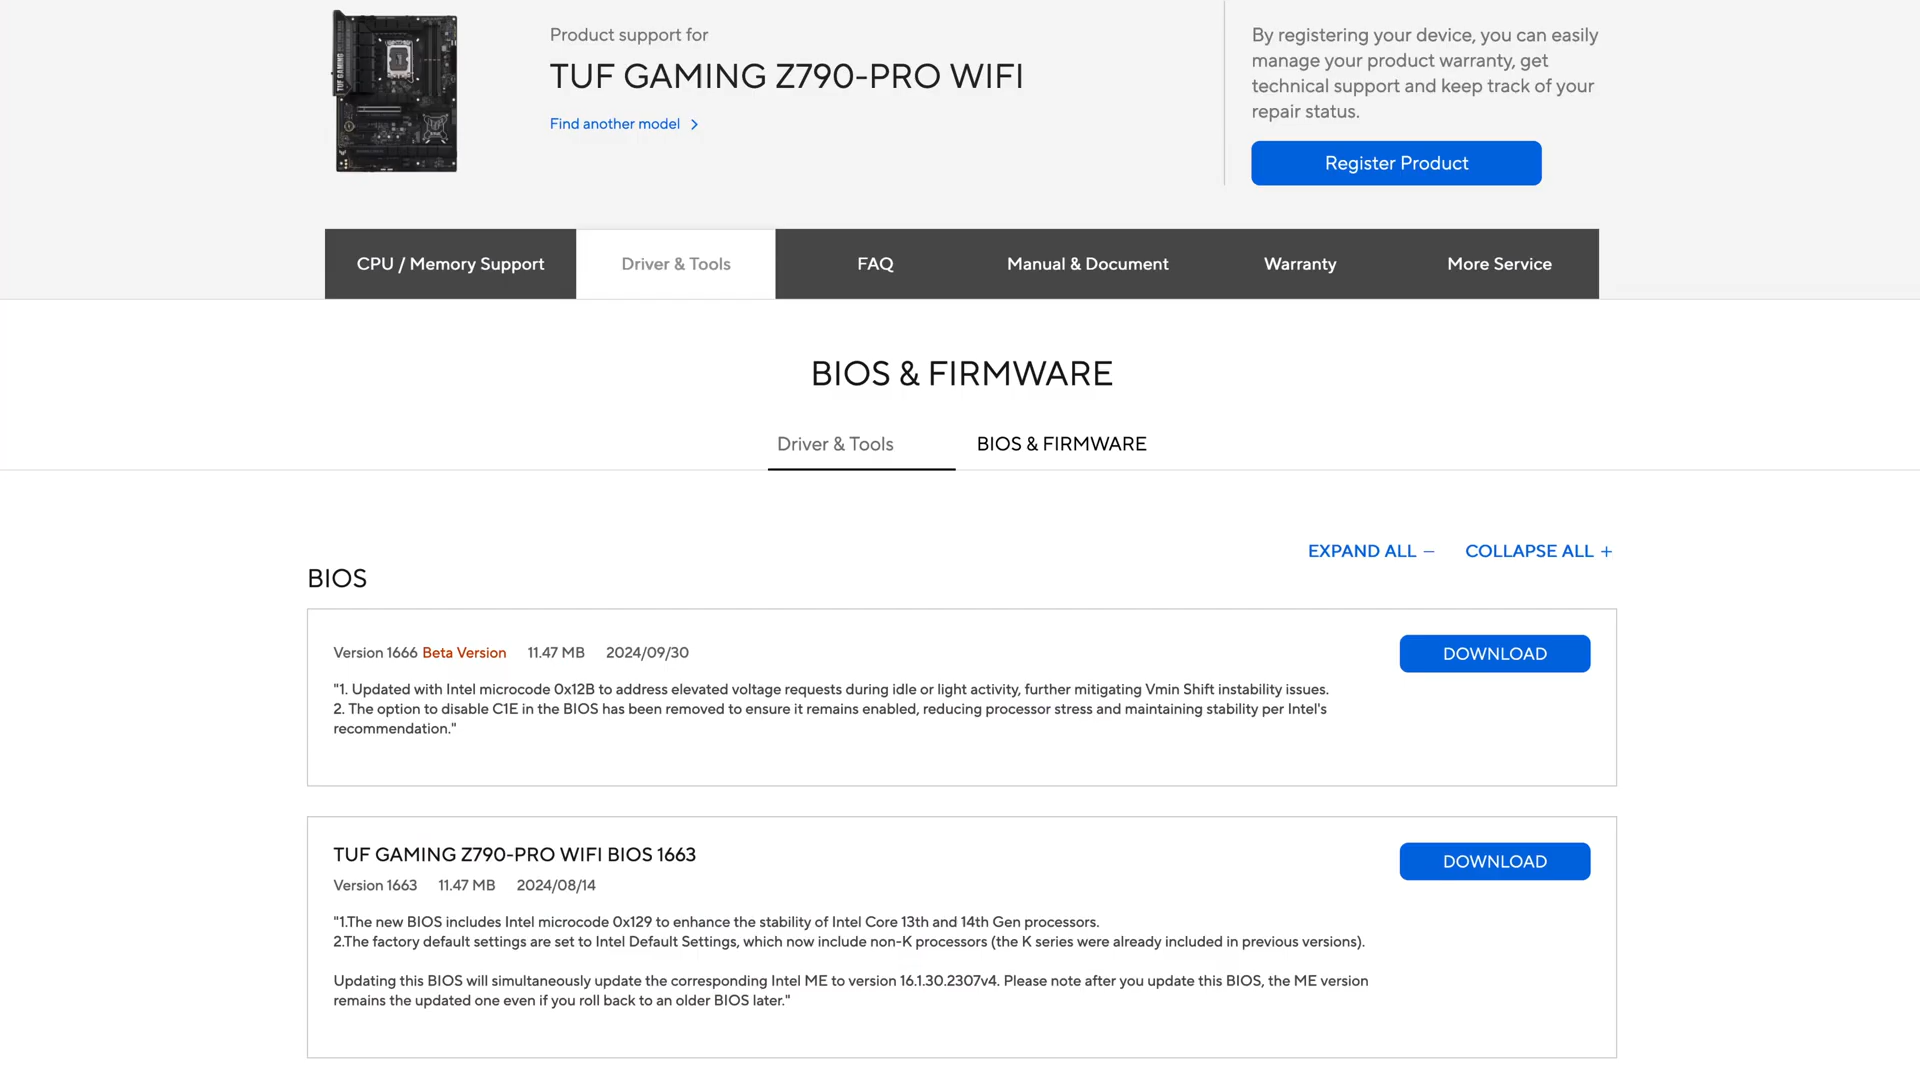 TUF GAMING
Product support for
TUF GAMING Z790-PRO WIFI
Find another model
By registering your device, you can easily
manage your product warranty, get
technical support and keep track of your
repair status.
Register Product
CPU / Memory Support
Driver & Tools
FAQ
Manual & Document
Warranty
More Service
BIOS & FIRMWARE
Driver & Tools
BIOS & FIRMWARE
EXPAND ALL −
COLLAPSE ALL +
BIOS
Version 1666 Beta Version 11.47 MB 2024/09/30
DOWNLOAD
"1. Updated with Intel microcode 0x12B to address elevated voltage requests during idle or light activity, further mitigating Vmin Shift instability issues.
2. The option to disable C1E in the BIOS has been removed to ensure it remains enabled, reducing processor stress and maintaining stability per Intel's
recommendation."
TUF GAMING Z790-PRO WIFI BIOS 1663
DOWNLOAD
Version 1663 11.47 MB 2024/08/14
"1.The new BIOS includes Intel microcode 0x129 to enhance the stability of Intel Core 13th and 14th Gen processors.
2.The factory default settings are set to Intel Default Settings, which now include non-K processors (the K series were already included in previous versions).
Updating this BIOS will simultaneously update the corresponding Intel ME to version 16.1.30.2307v4. Please note after you update this BIOS, the ME version
remains the updated one even if you roll back to an older BIOS later."